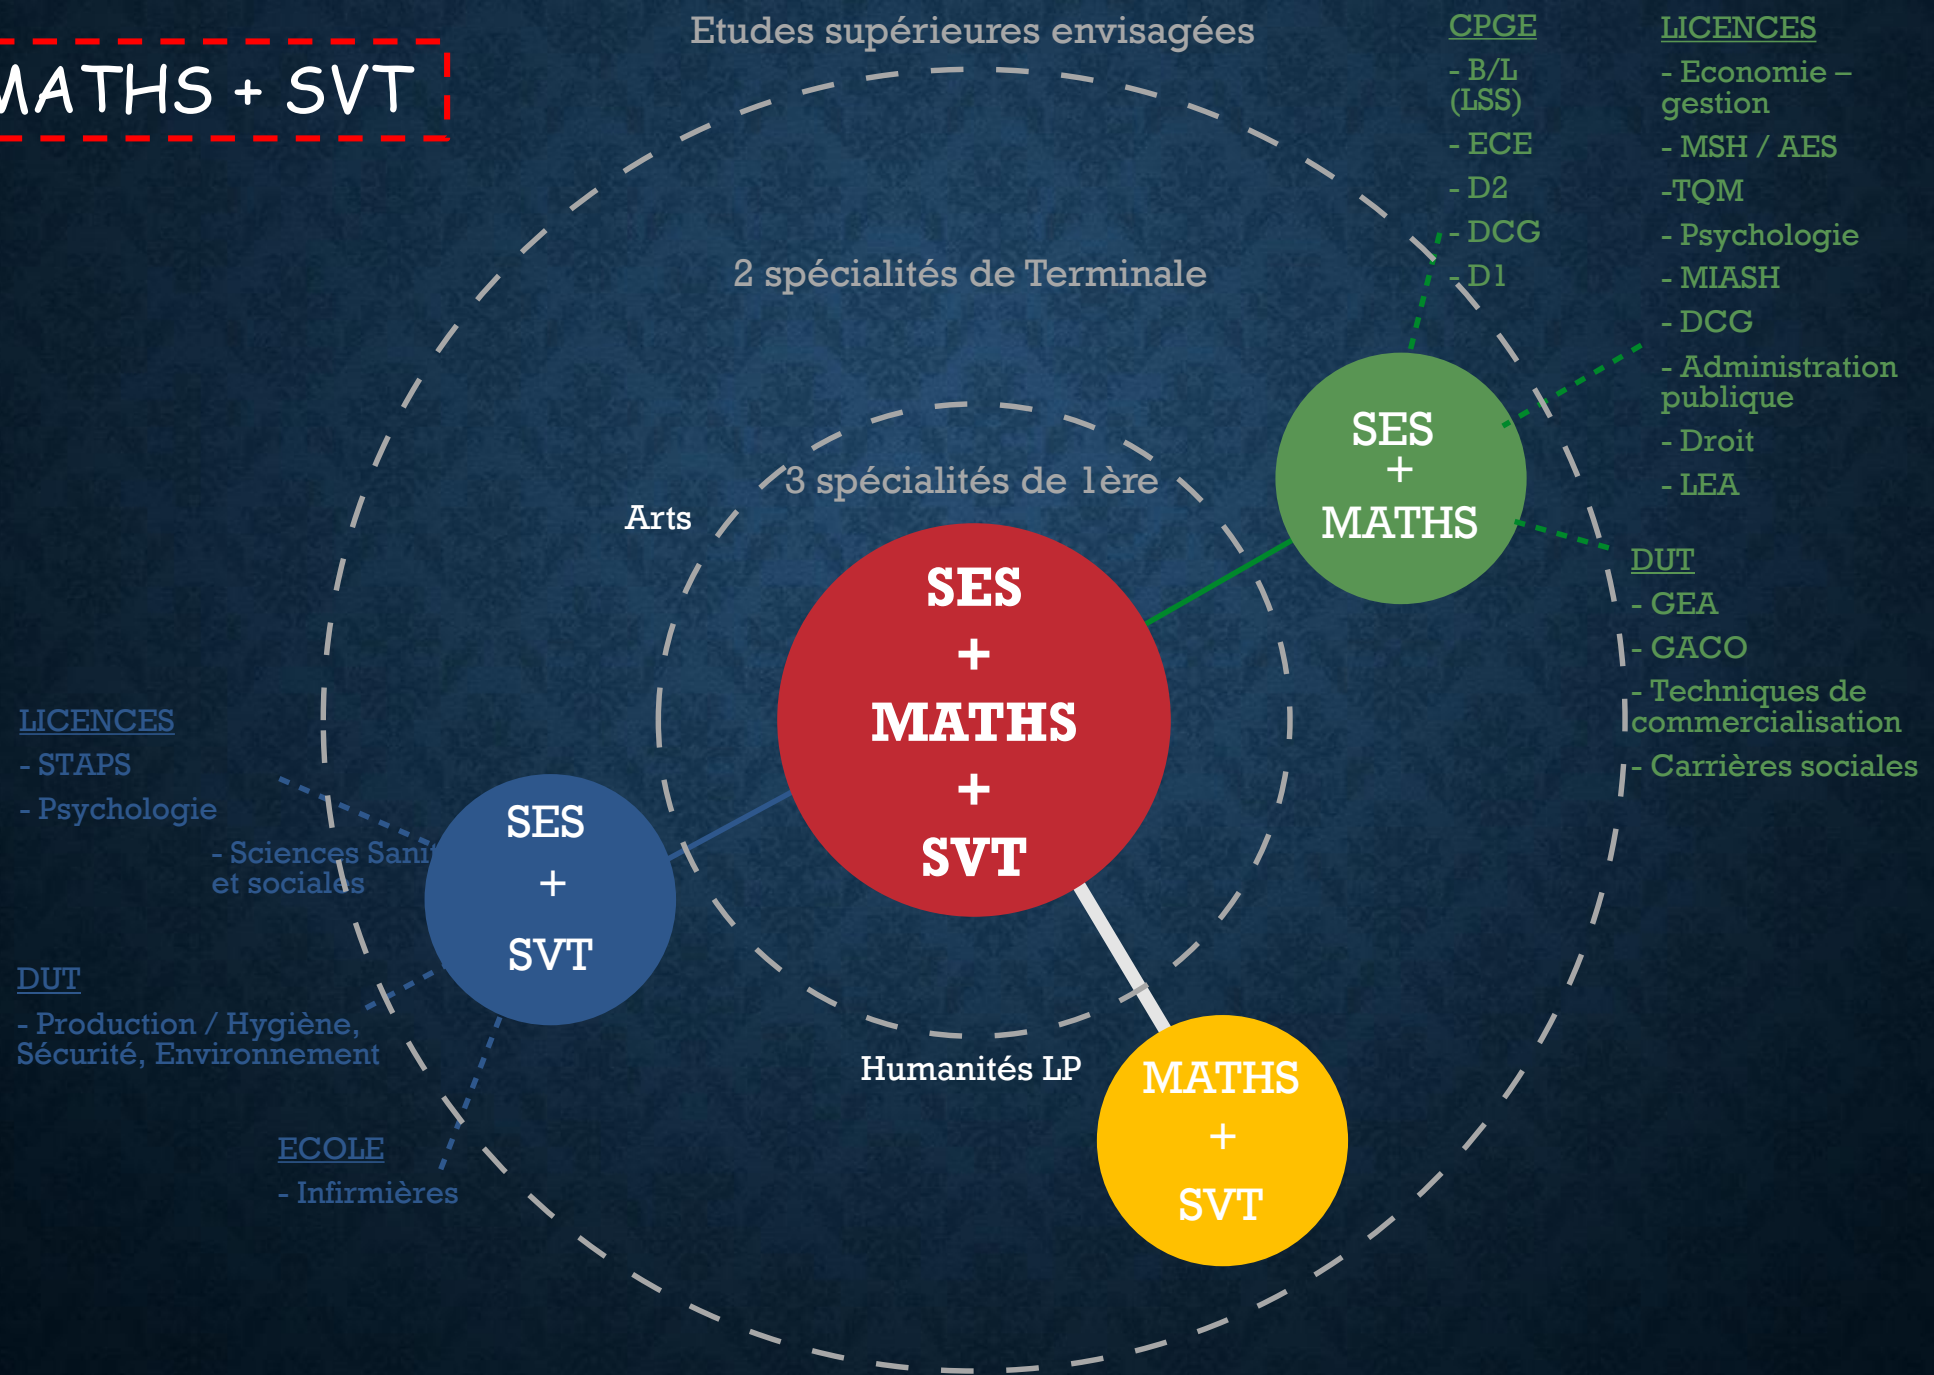 MATHS + SVT
Etudes supérieures envisagées
2 spécialités de Terminale
3 spécialités de 1ère
Arts
SES
+
MATHS
+
SVT
SES
+
MATHS
CPGE
- B/L
(LSS)
- ECE
- D2
- DCG
- D1
LICENCES
- Economie –
gestion
- MSH / AES
-TQM
- Psychologie
- MIASH
- DCG
- Administration
publique
- Droit
- LEA
DUT
- GEA
- GACO
- Techniques de
commercialisation
- Carrières sociales
LICENCES
- STAPS
- Psychologie
- Sciences
et sociales
SES
+
SVT
DUT
- Production / Hygiène,
Sécurité, Environnement
ECOLE
- Infirmières
Humanités LP
MATHS
+
SVT